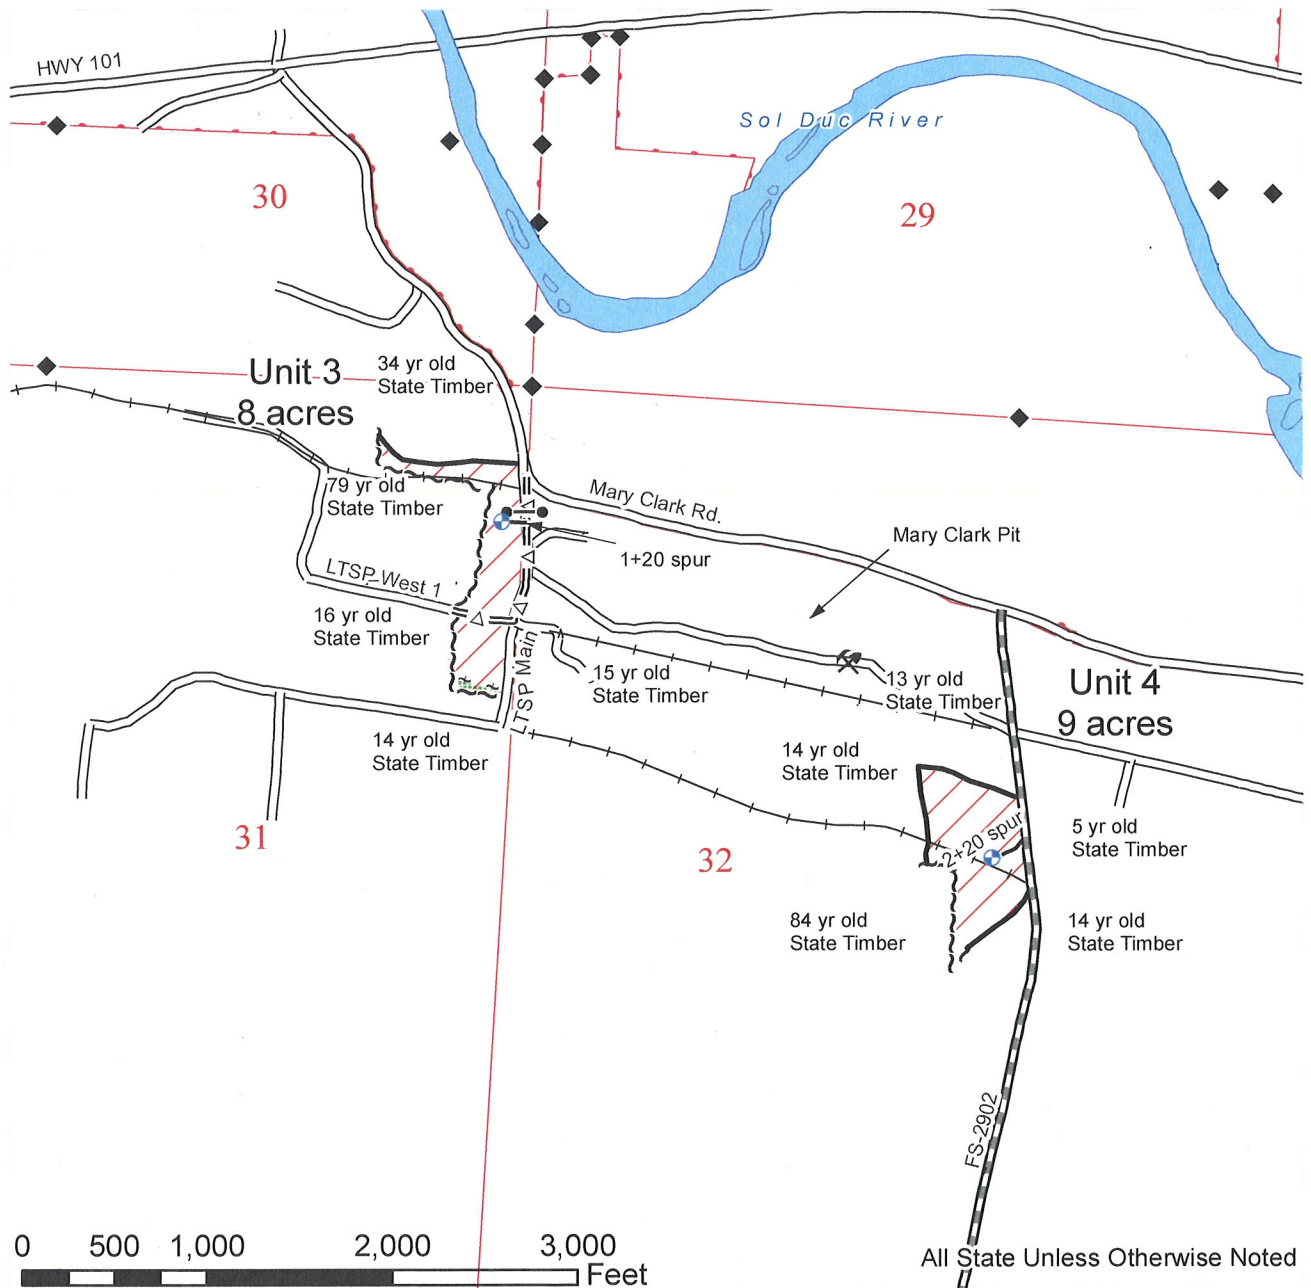 HWY 101
Sol Duc River
30
29
Unit 3
8 acres
34 yr old
State Timber
79 yr old
State Timber
Mary Clark Rd.
Mary Clark Pit
1+20 spur
LTSP West 1
16 yr old
State Timber
LTSP Main
15 yr old
State Timber
13 yr old
State Timber
Unit 4
9 acres
14 yr old
State Timber
14 yr old
State Timber
5 yr old
State Timber
2+20 spur
31
32
84 yr old
State Timber
14 yr old
State Timber
FS-2902
0 500 1,000 2,000 3,000
Feet
All State Unless Otherwise Noted